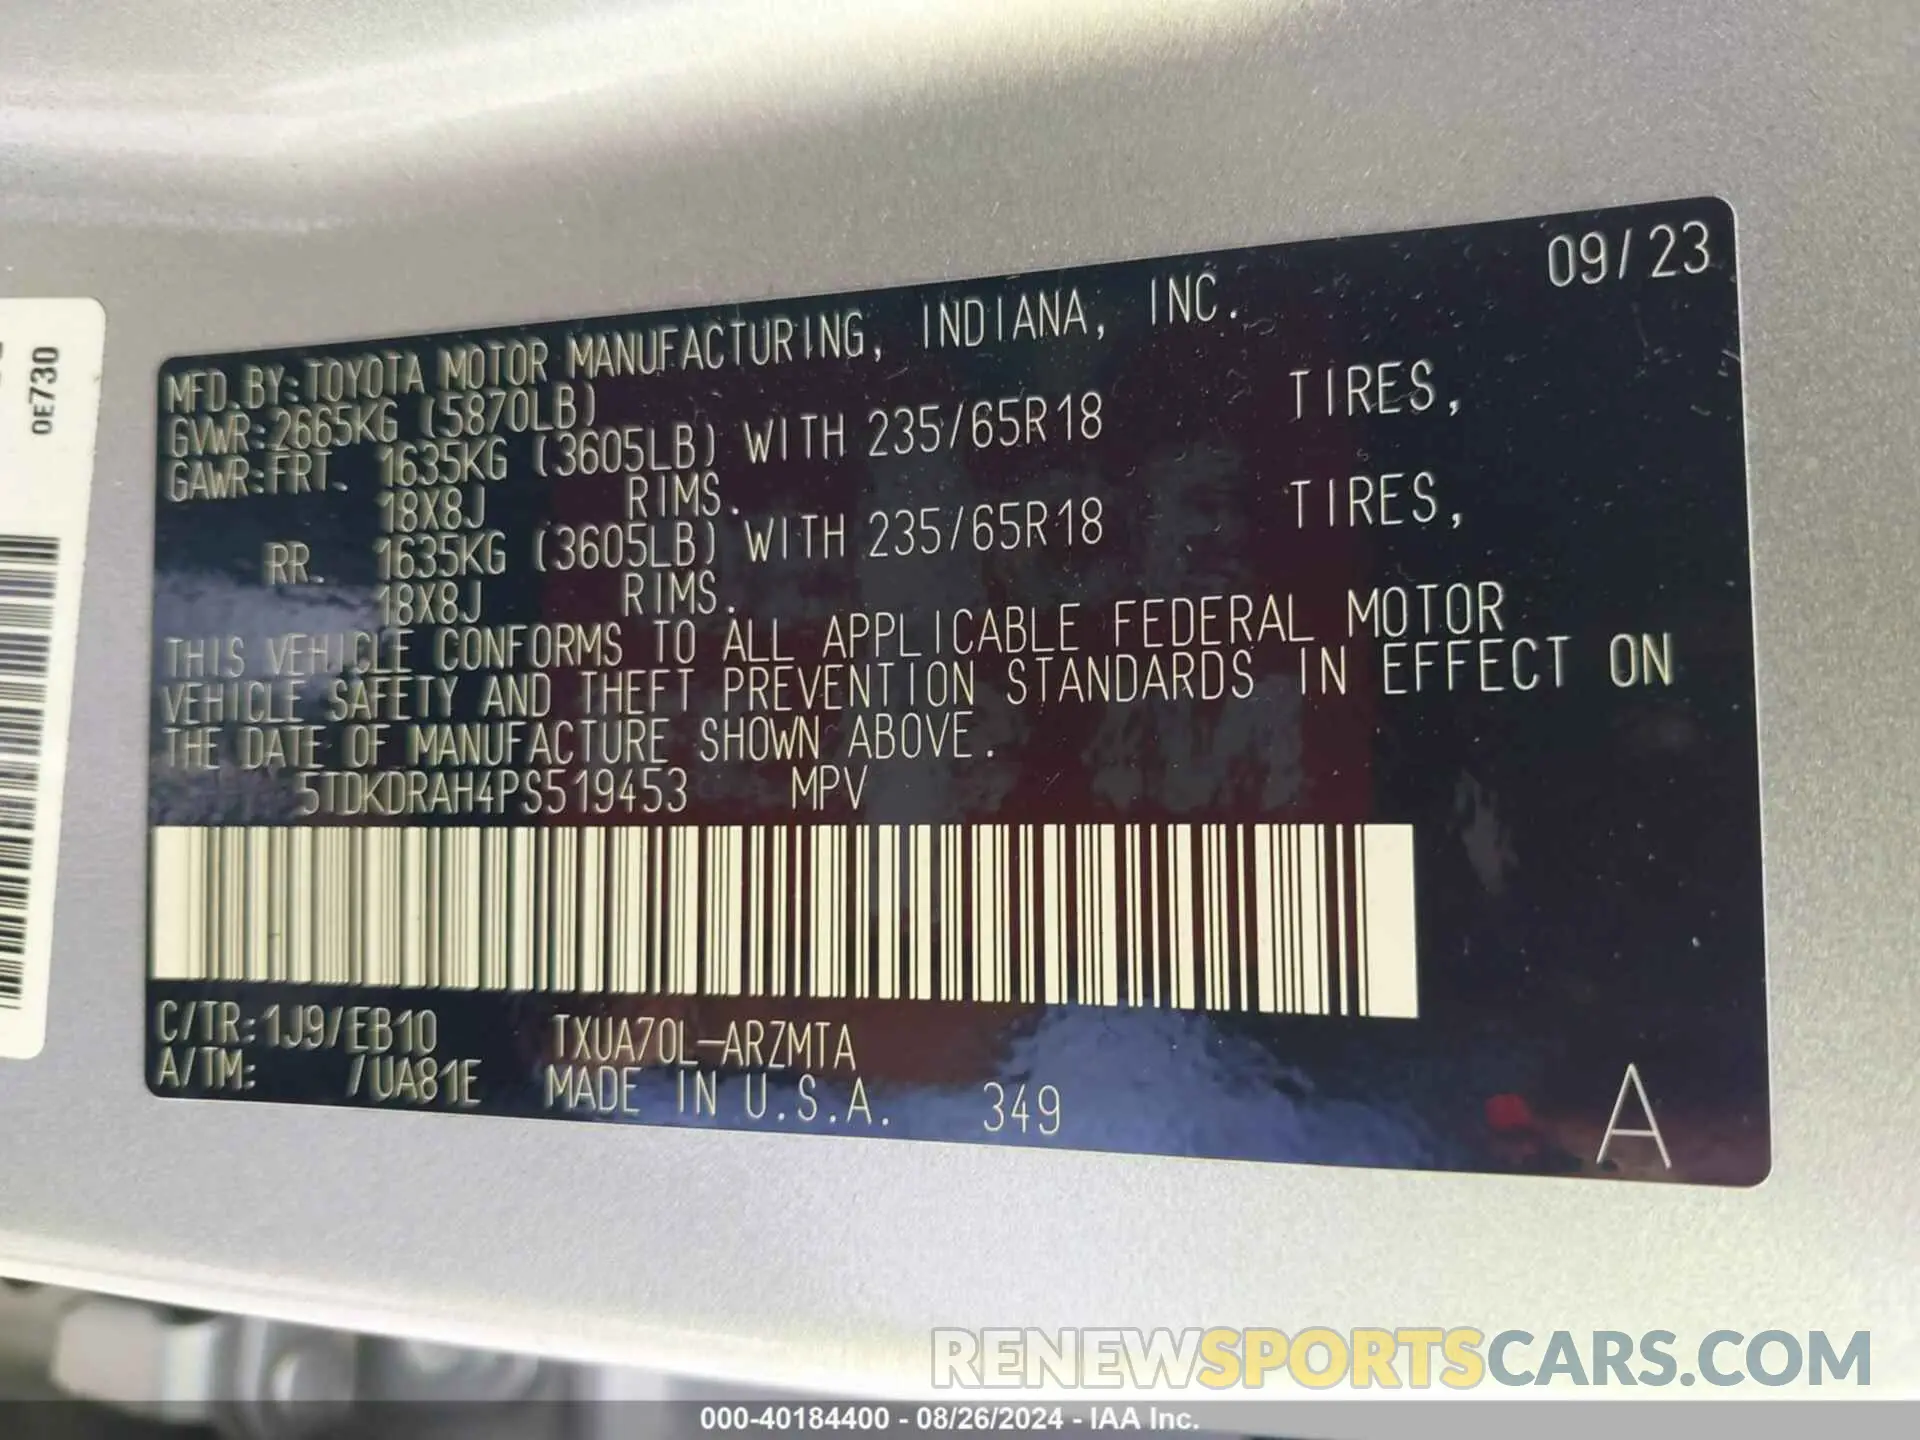 09/23
MFD.BY:TOYOTA MOTOR MANUFACTURING, INDIANA, INC.
GVWR:2665KG (5870LB)
GAWR:FRT. 1635KG (3605LB) WITH 235/65R18 TIRES,
18X8J RIMS.
RR. 1635KG (3605LB) WITH 235/65R18 TIRES,
18X8J RIMS.
THIS VEHICLE CONFORMS TO ALL APPLICABLE FEDERAL MOTOR
VEHICLE SAFETY AND THEFT PREVENTION STANDARDS IN EFFECT ON
THE DATE OF MANUFACTURE SHOWN ABOVE.
5TDKDRAH4PS519453 MPV
C/TR:1J9/EB10 TXUA70L-ARZMTA
A/TM: /UA81E MADE IN U.S.A. 349
A
0E730
RENEWSPORTSCARS.COM
000-40184400 - 08/26/2024 - IAA Inc.